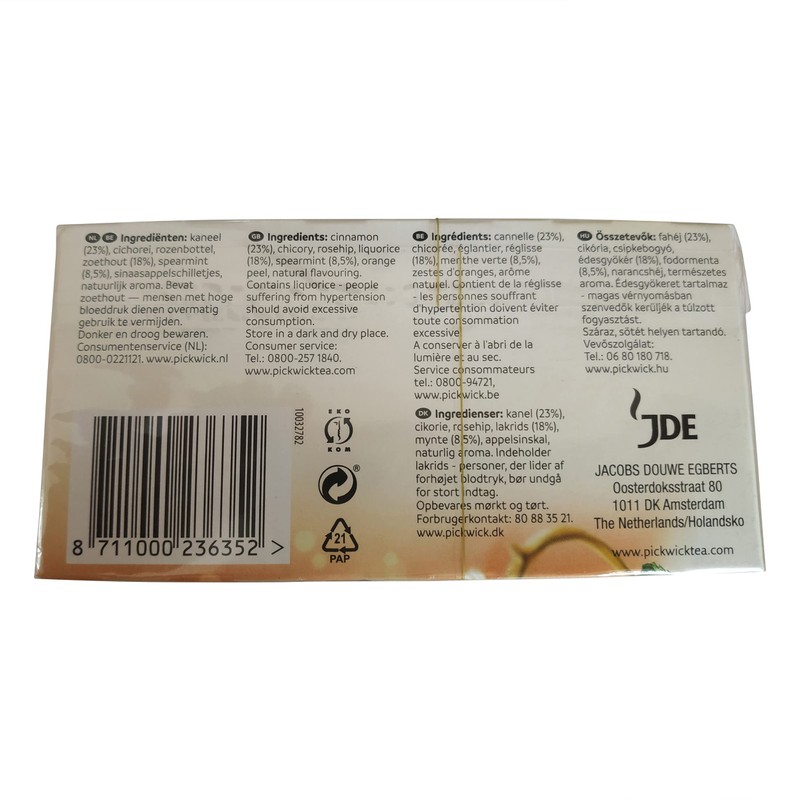 NL BE Ingrediënten: kaneel
(23%), cichorei, rozenbottel,
zoethout (18%), spearmint
(8,5%), sinaasappelschilletjes,
natuurlijk aroma. Bevat
zoethout — mensen met hoge
bloeddruk dienen overmatig
gebruik te vermijden.
Donker en droog bewaren.
Consumentenservice (NL):
0800-0221121. www.pickwick.nl
GB Ingredients: cinnamon
(23%), chicory, rosehip, liquorice
(18%), spearmint (8,5%), orange
peel, natural flavouring.
Contains liquorice - people
suffering from hypertension
should avoid excessive
consumption.
Store in a dark and dry place.
Consumer service:
Tel.: 0800-257 1840.
www.pickwicktea.com
BE Ingrédients: cannelle (23%),
chicorée, églantier, réglisse
(18%), menthe verte (8,5%),
zestes d'oranges, arôme
naturel. Contient de la réglisse
- les personnes souffrant
d'hypertention doivent éviter
toute consommation
excessive
A conserver à l'abri de la
lumière et au sec.
Service consommateurs
tel.: 0800-94721,
www.pickwick.be
DK Ingredienser: kanel (23%),
cikorie, rosehip, lakrids (18%),
mynte (8,5%), appelsinskal,
naturlig aroma. Indeholder
lakrids - personer, der lider af
forhøjet blodtryk, bør undgå
for stort indtag.
Opbevares mørkt og tørt.
Forbrugerkontakt: 80 88 35 21.
www.pickwick.dk
HU Összetevők: fahéj (23%),
cikória, csipkebogyó,
édesgyökér (18%), fodormenta
(8,5%), narancshéj, természetes
aroma. Édesgyökeret tartalmaz
- magas vérnyomásban
szenvedők kerüljék a túlzott
fogyasztást.
Száraz, sötét helyen tartandó.
Vevőszolgálat:
Tel.: 06 80 180 718.
www.pickwick.hu
JDE
JACOBS DOUWE EGBERTS
Oosterdoksstraat 80
1011 DK Amsterdam
The Netherlands/Holandsko
www.pickwicktea.com
8 711000 236352 >
10032782
EKO
KOM
®
21
PAP